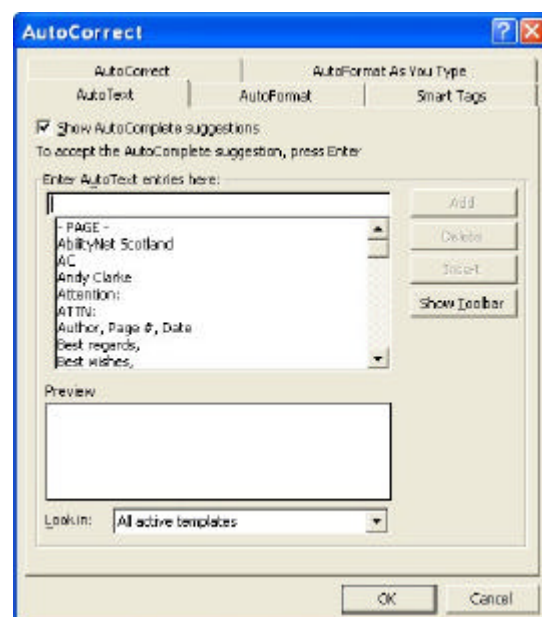 AutoCorrect
AutoCorrect AutoFormat As You Type
AutoText AutoFormat Smart Tags
Show AutoComplete suggestions
To accept the AutoComplete suggestion, press Enter
Enter AutoText entries here:
Add
- PAGE -
AbilityNet Scotland
Delete
AC
Andy Clarke
Insert
Attention:
ATTN:
Show Toolbar
Author, Page #, Date
Best regards,
Best wishes,
Preview
Look in: All active templates
OK Cancel